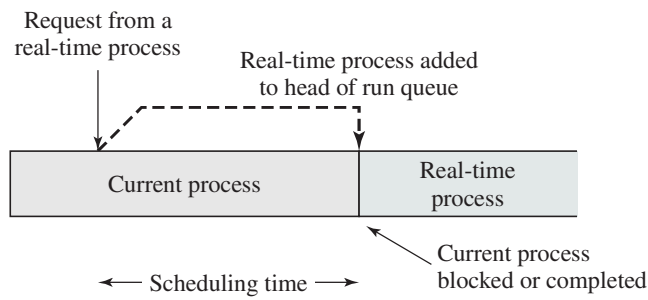 Request from a
real-time process
Real-time process added
to head of run queue
Current process
Real-time
process
Current process
blocked or completed
Scheduling time